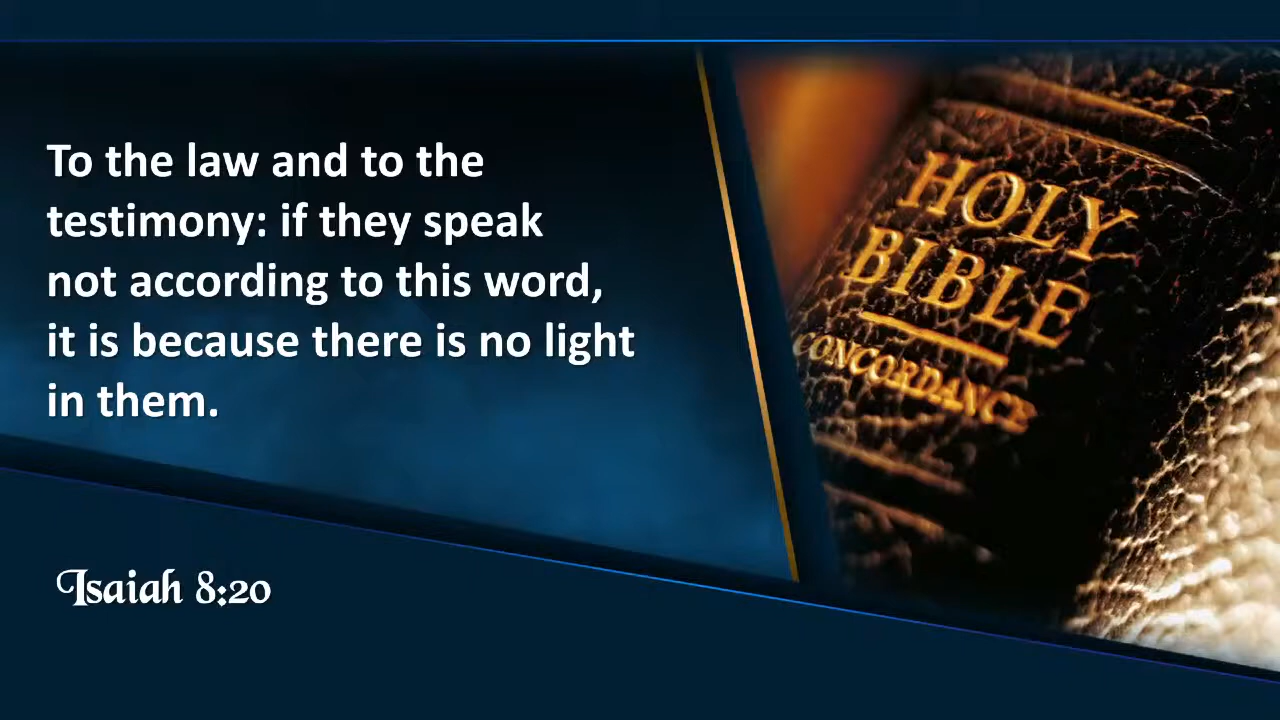 To the law and to the
testimony: if they speak
not according to this word,
it is because there is no light
in them.
Isaiah 8:20
HOLY
BIBLE
CONCORDANCE